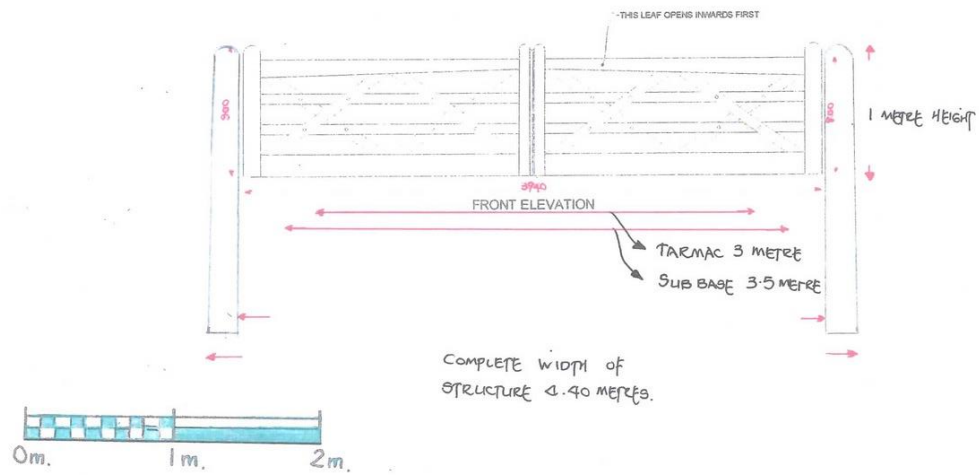 THIS LEAF OPENS INWARDS FIRST
900
900
1 METRE HEIGHT
3940
FRONT ELEVATION
TARMAC 3 METRE
SUB BASE 3.5 METRE
COMPLETE WIDTH OF
STRUCTURE 4.40 METRES.
0m. 1m. 2m.